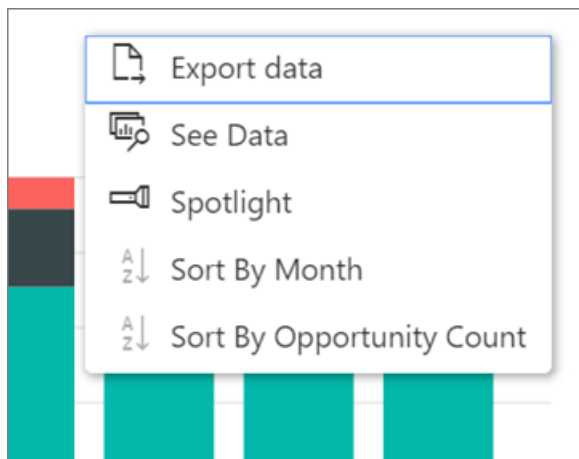 Export data
See Data
Spotlight
A
Z
Sort By Month
A
Z
Sort By Opportunity Count